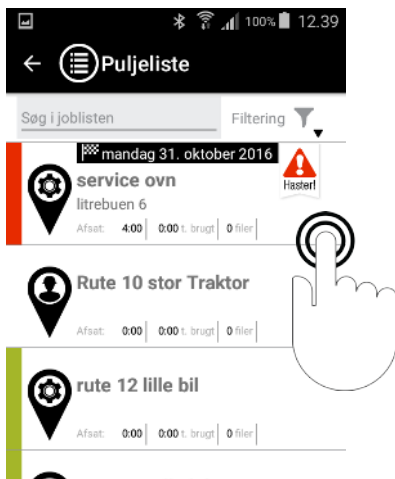 100% 12.39
Puljeliste
Søg i joblisten Filtering
mandag 31. oktober 2016
Haster!
service ovn
litrebuen 6
Afsat: 4:00 0:00 t. brugt 0 filer
Rute 10 stor Traktor
Afsat: 0:00 0:00 t. brugt 0 filer
rute 12 lille bil
Afsat: 0:00 0:00 t. brugt 0 filer